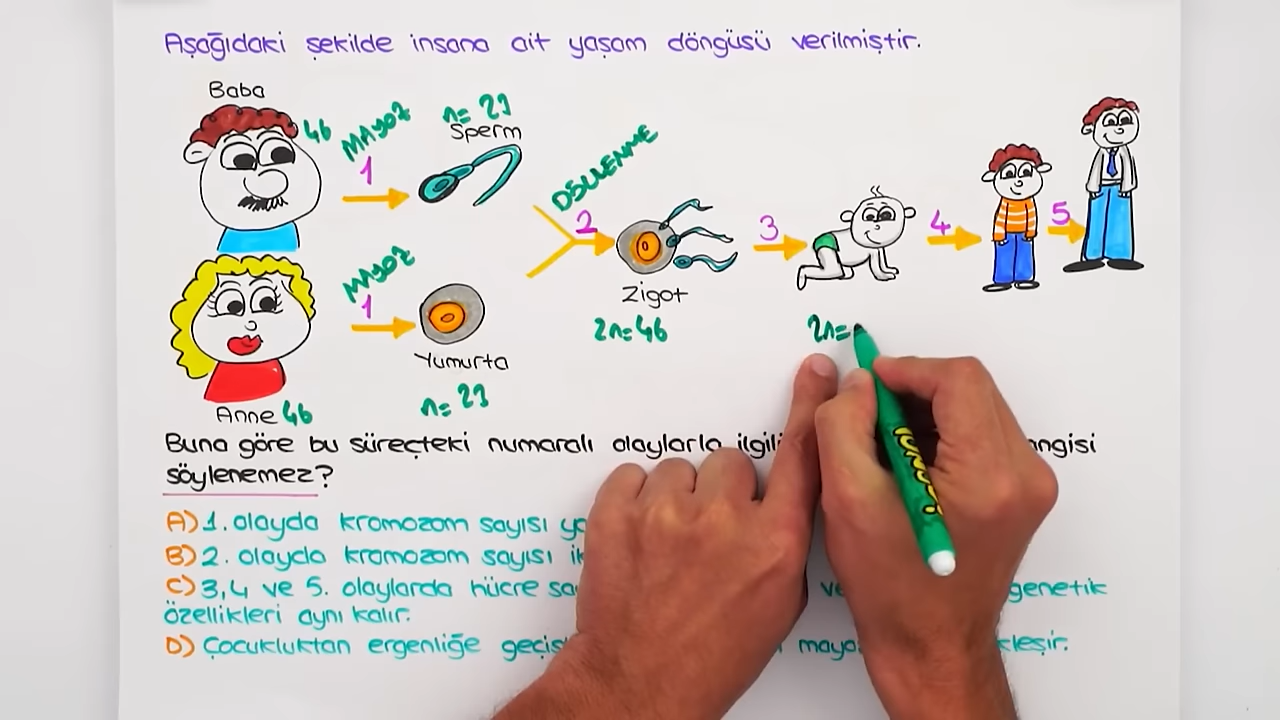 Aşağıdaki şekilde insana ait yaşam döngüsü verilmiştir.
Baba
46
MAYOZ
1
n= 23
Sperm
DÖLLENME
2
3
4
5
MAYOZ
1
Zigot
2n=46
2n=
Yumurta
n= 23
Anne 46
Buna göre bu süreçteki numaralı olaylarla
söylenemez?
A) 1. olayda kromozom sayısı
B) 2. olayda kromozom sayısı
C) 3,4 ve 5. olaylarda hücre genetik
özellikleri aynı kalır.
D) Çocukluktan ergenliğe